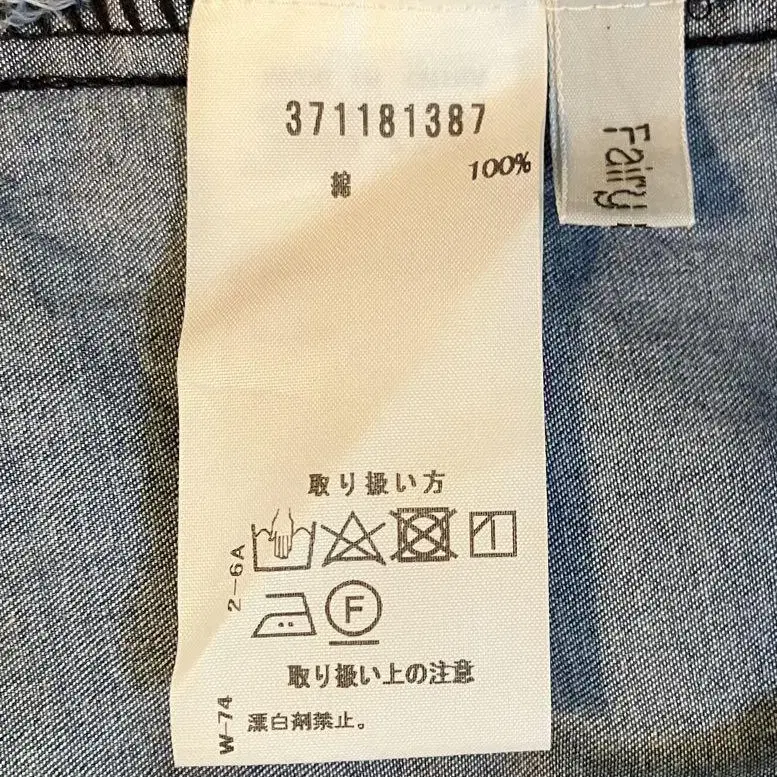 371181387
綿 100%
Fairy
取り扱い方
F
2-6A
取り扱い上の注意
W-74
漂白剤禁止。